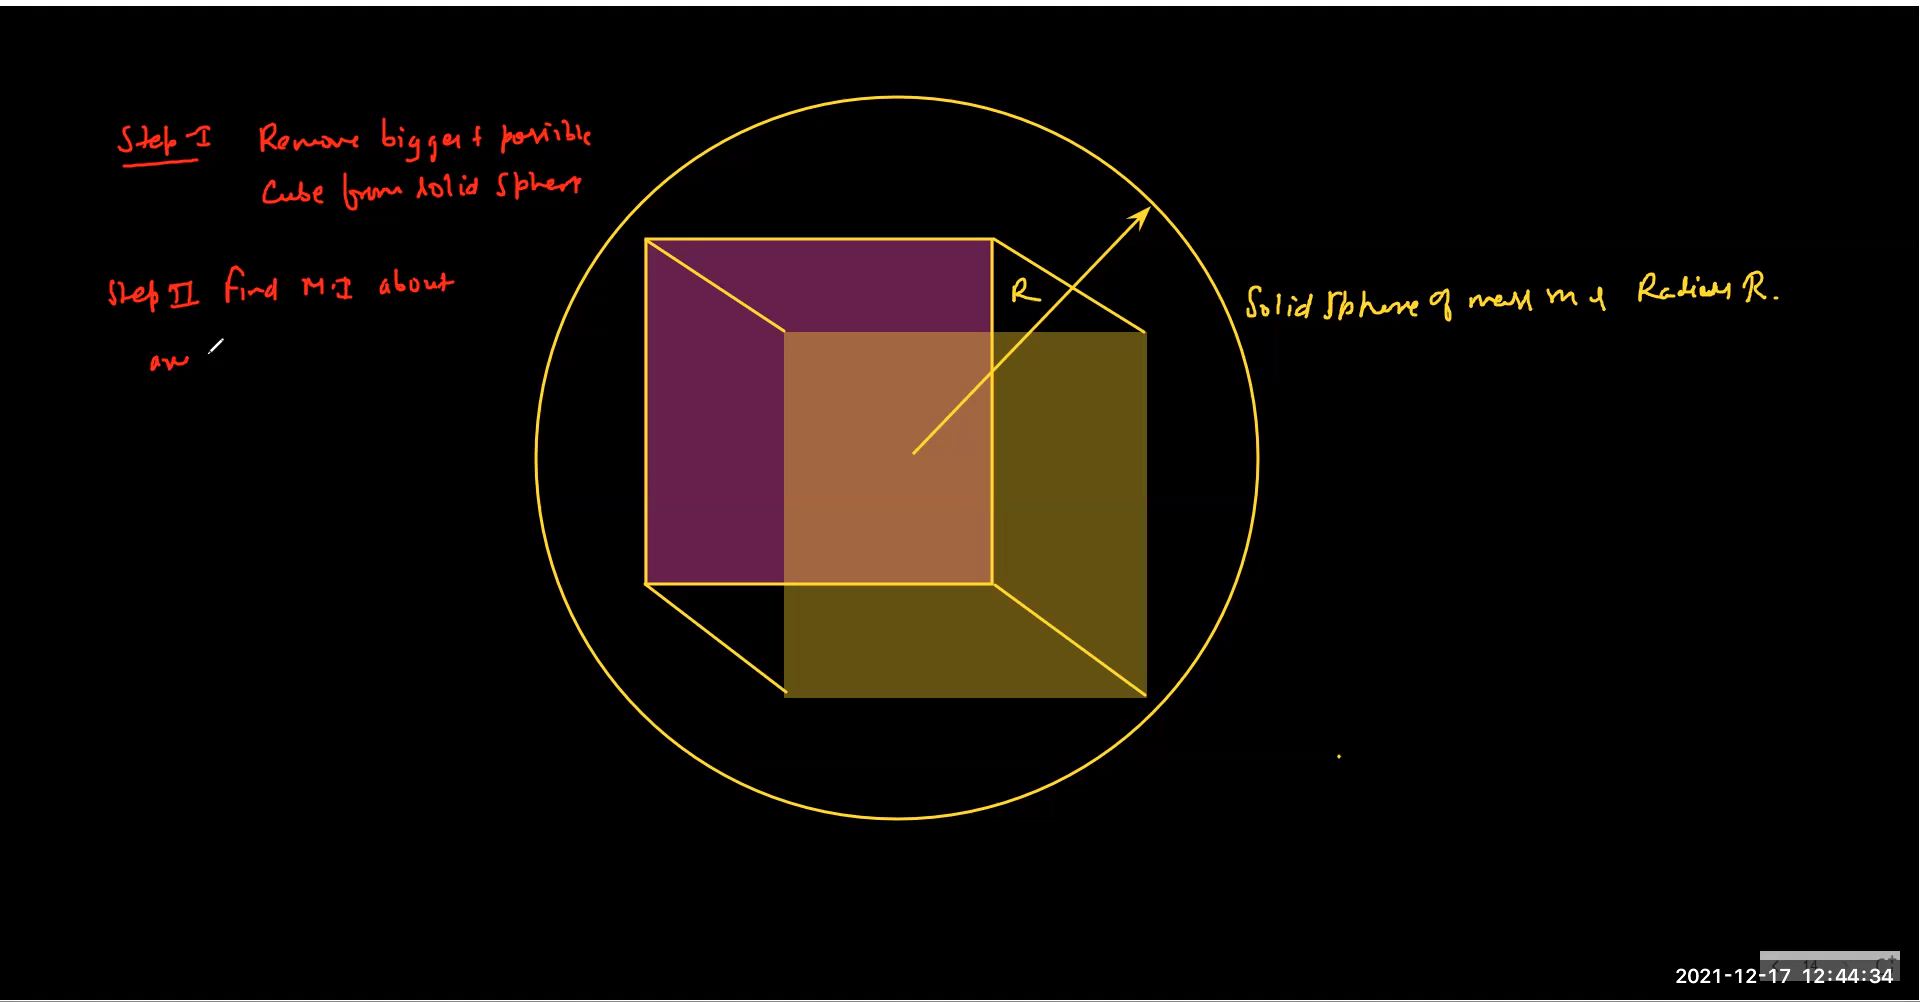 Step-I Remove biggest possible
Cube from solid sphere
Step II find M.I about
R
Solid Sphere of mass m & Radius R.
14
2021-12-17 12:44:34